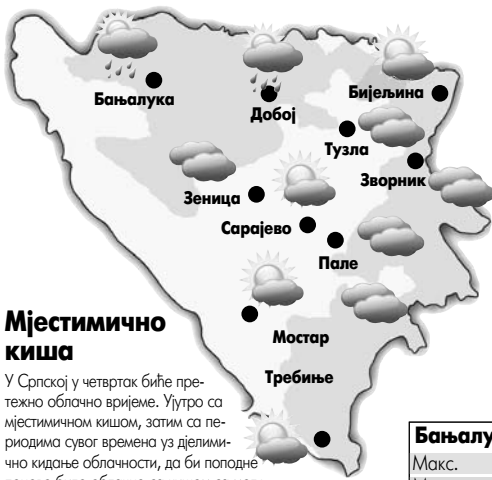 Бањалука
Добој
Бијељина
Тузла
Зворник
Зеница
Сарајево
Пале
Мостар
Требиње
Мјестимично
киша
У Српској у четвртак биће пре-
тежно облачно вријеме. Ујутро са
мјестимичном кишом, затим са пе-
риодима сувог времена уз дјелими-
чно кидање облачности, да би поподне
Бањалу
Макс.